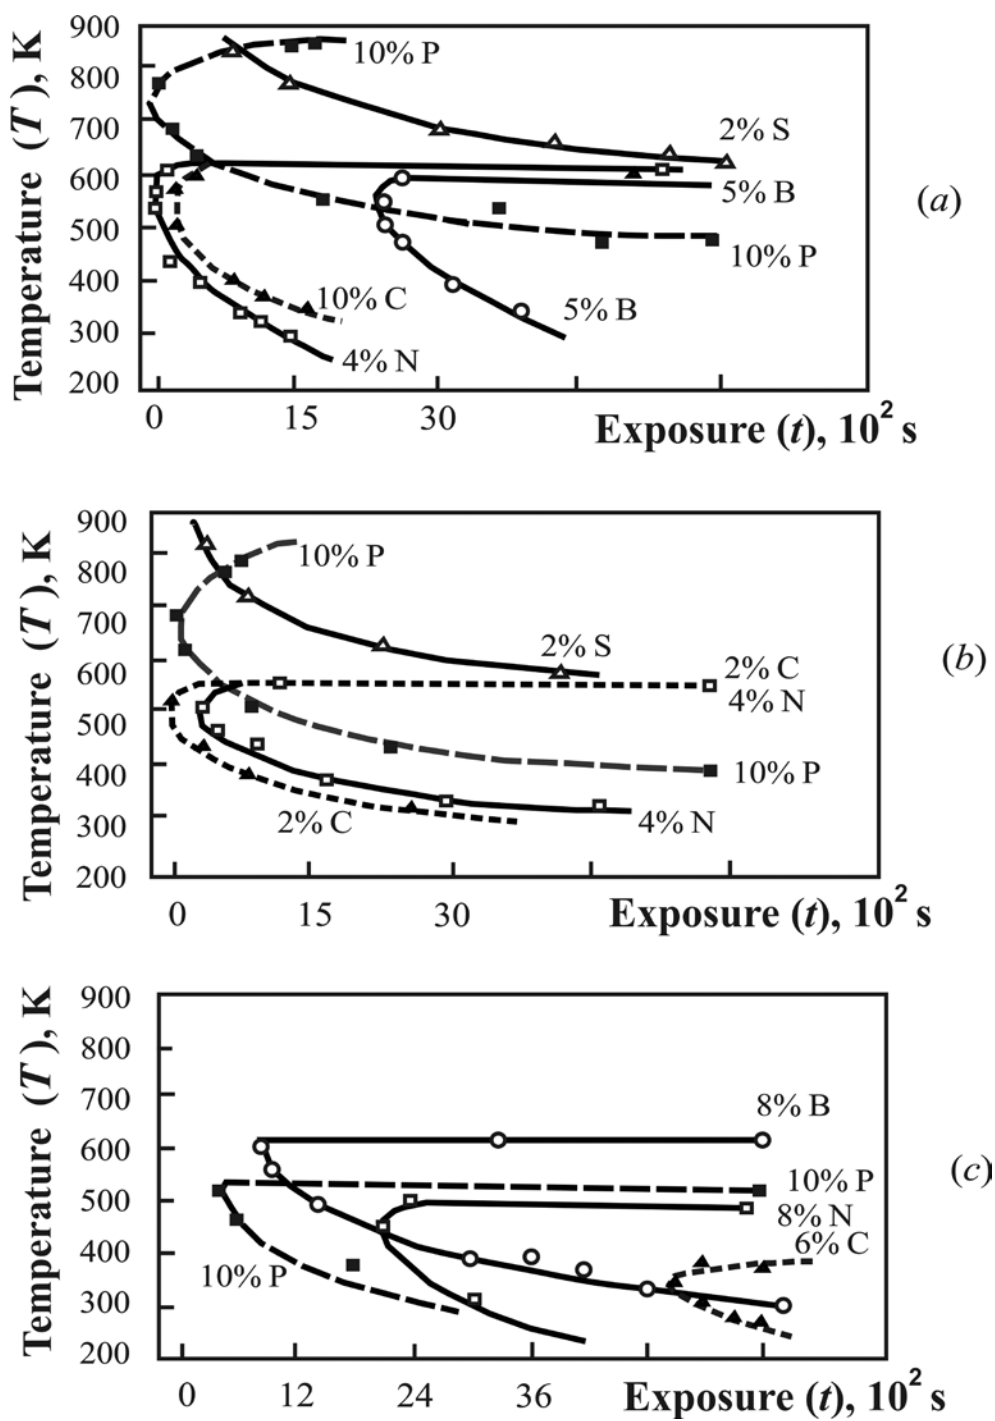 Temperature (T), K
900
10% P
800
700
2% S
600
5% B
(a)
500
10% P
400
10% C
5% B
300
4% N
200
0 15 30 Exposure (t), 10² s
Temperature (T), K
900
10% P
800
700
2% S
2% C
(b)
600
4% N
500
10% P
400
2% C
4% N
300
200
0 15 30 Exposure (t), 10² s
Temperature (T), K
900
800
700
8% B
600
10% P
(c)
500
8% N
6% C
400
10% P
300
200
0 12 24 36 Exposure (t), 10² s